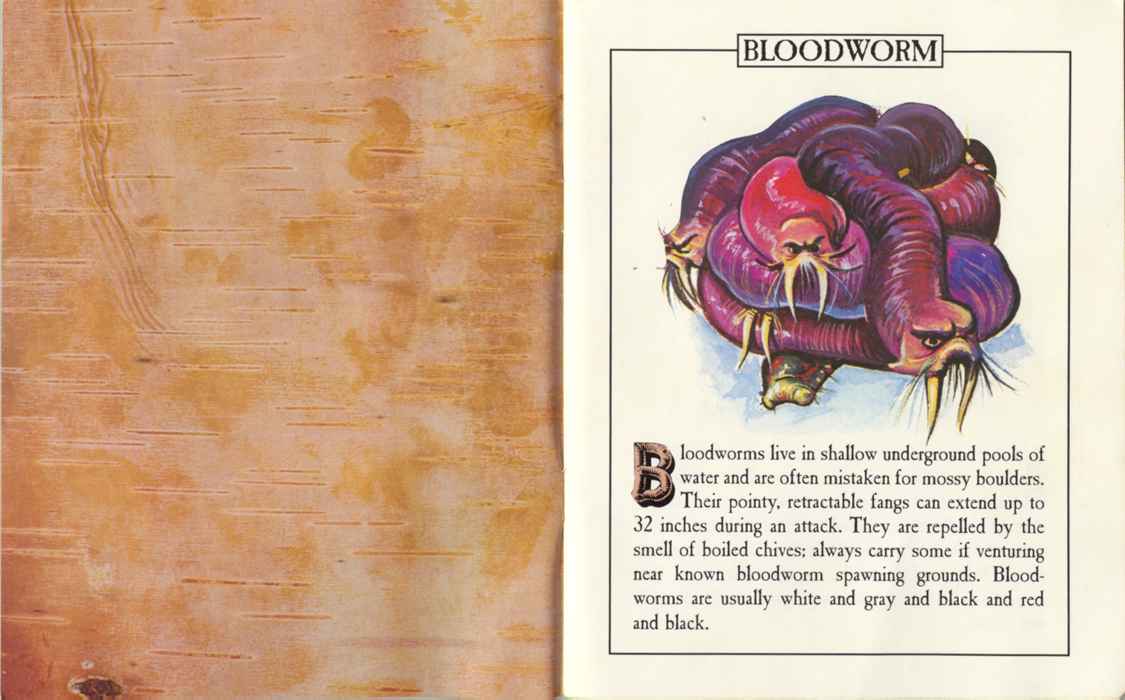 BLOODWORM
Bloodworms live in shallow underground pools of
water and are often mistaken for mossy boulders.
Their pointy, retractable fangs can extend up to
32 inches during an attack. They are repelled by the
smell of boiled chives; always carry some if venturing
near known bloodworm spawning grounds. Blood-
worms are usually white and gray and black and red
and black.